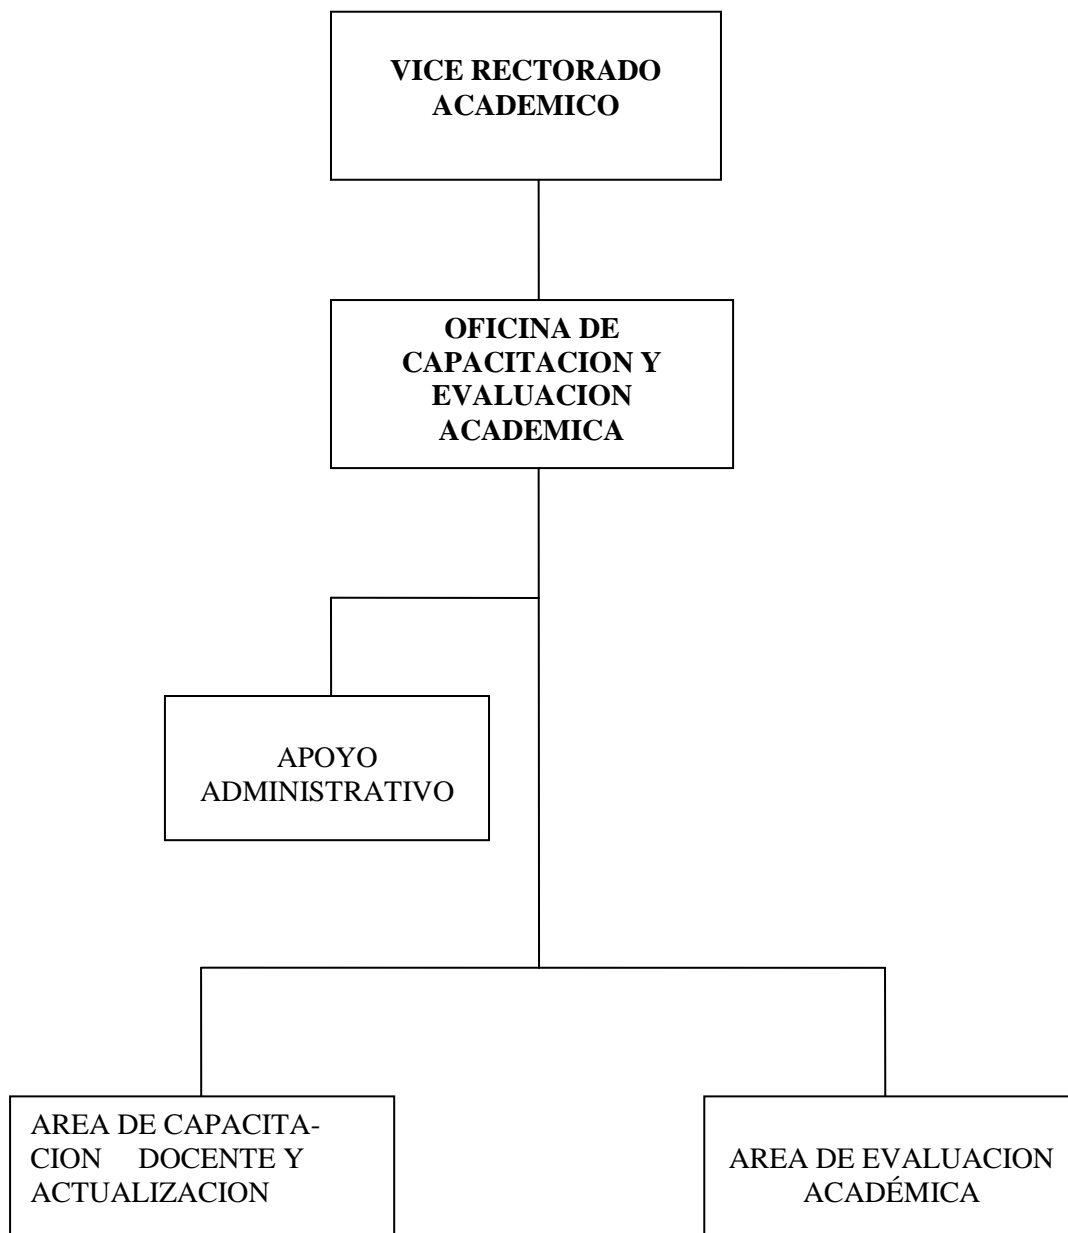 VICE RECTORADO
ACADEMICO
OFICINA DE
CAPACITACION Y
EVALUACION
ACADEMICA
APOYO
ADMINISTRATIVO
AREA DE CAPACITA-
CION DOCENTE Y
ACTUALIZACION
AREA DE EVALUACION
ACADÉMICA